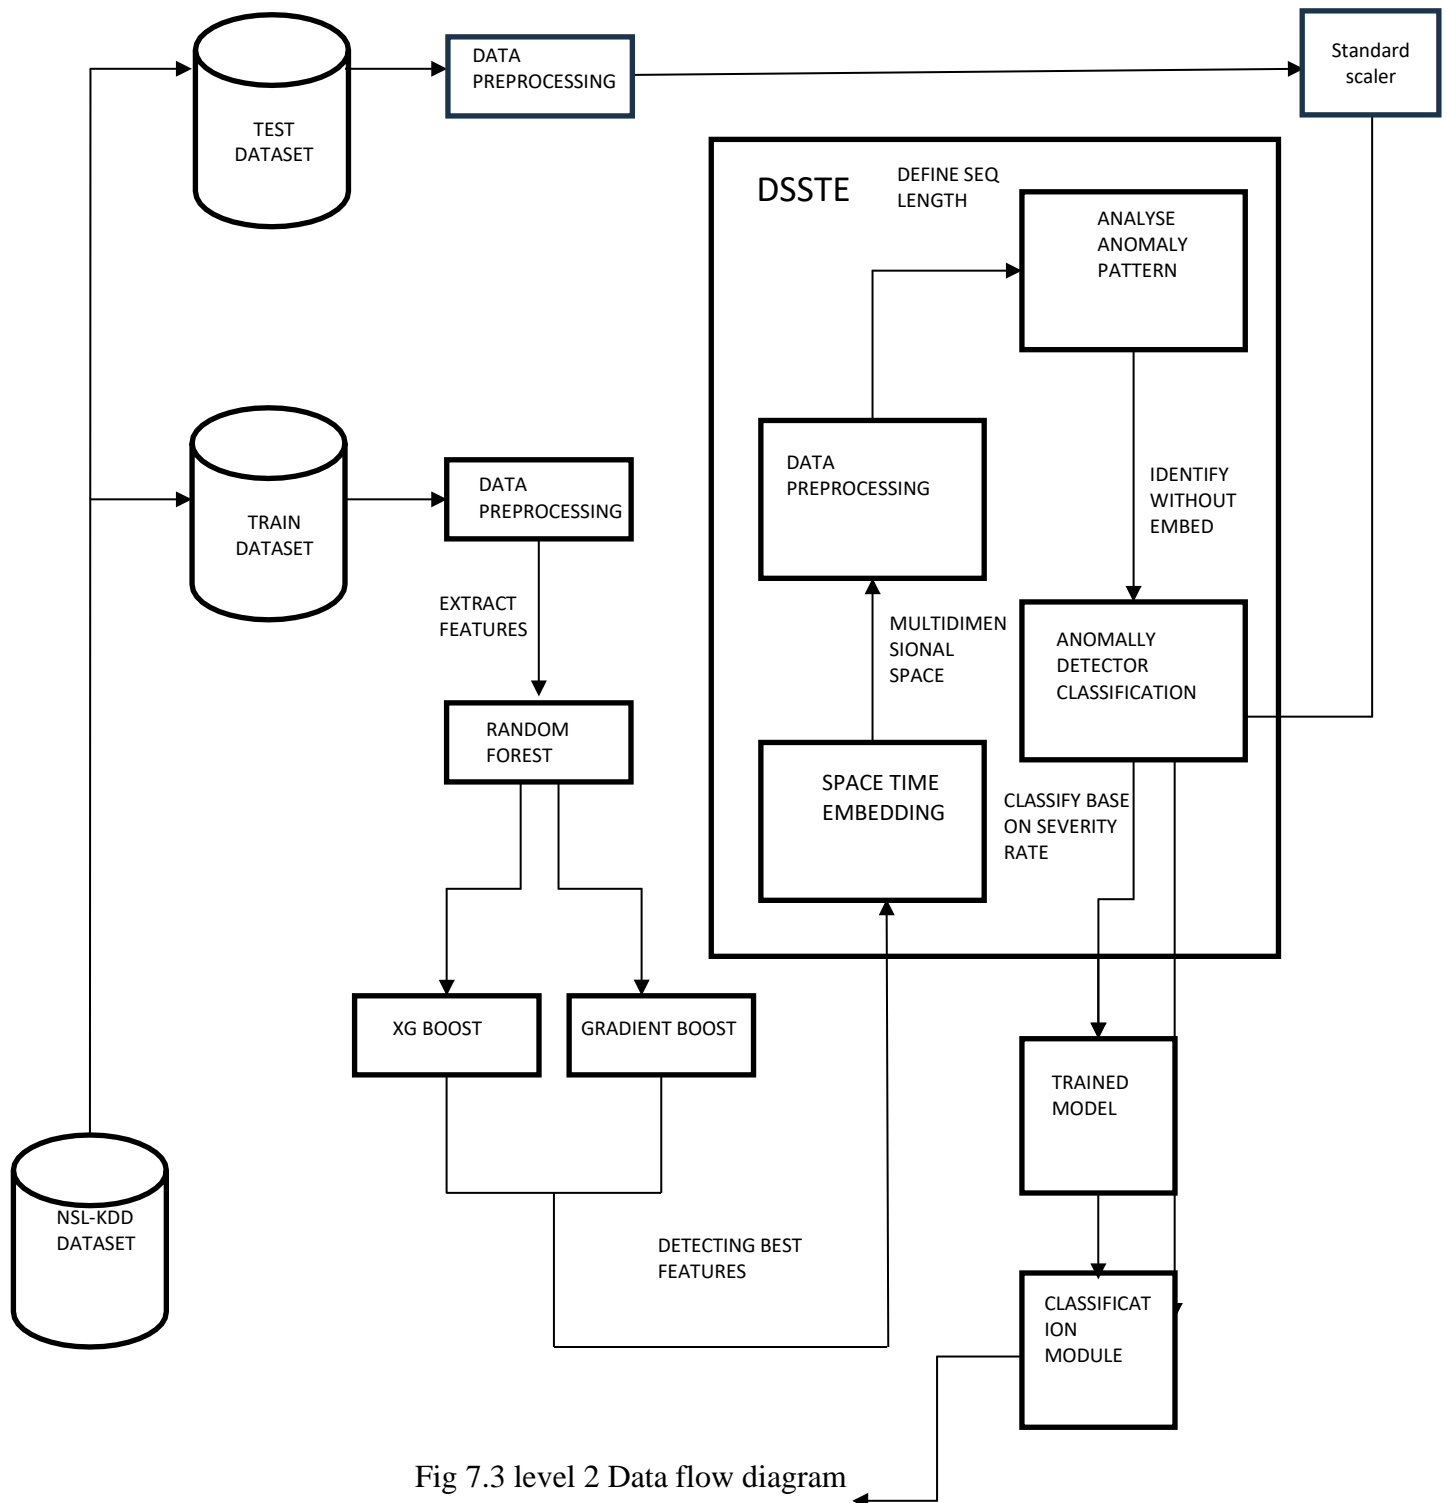 DATA
PREPROCESSING
Standard
scaler
TEST
DATASET
DSSTE
DEFINE SEQ
LENGTH
ANALYSE
ANOMALY
PATTERN
DATA
PREPROCESSING
IDENTIFY
WITHOUT
EMBED
TRAIN
DATASET
DATA
PREPROCESSING
EXTRACT
FEATURES
MULTIDIMEN
SIONAL
SPACE
ANOMALLY
DETECTOR
CLASSIFICATION
RANDOM
FOREST
SPACE TIME
EMBEDDING
CLASSIFY BASE
ON SEVERITY
RATE
XG BOOST
GRADIENT BOOST
TRAINED
MODEL
NSL-KDD
DATASET
DETECTING BEST
FEATURES
CLASSIFICAT
ION
MODULE
Fig 7.3 level 2 Data flow diagram